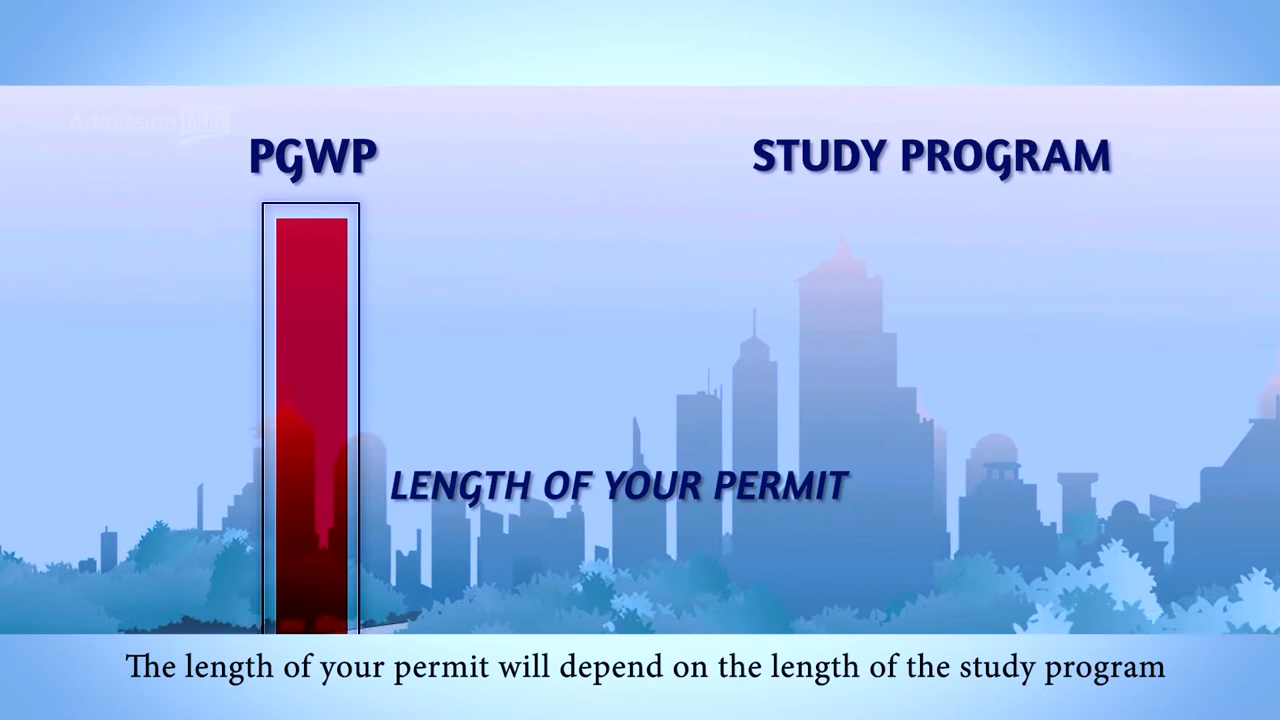 Admission
PGWP
STUDY PROGRAM
LENGTH OF YOUR PERMIT
The length of your permit will depend on the length of the study program